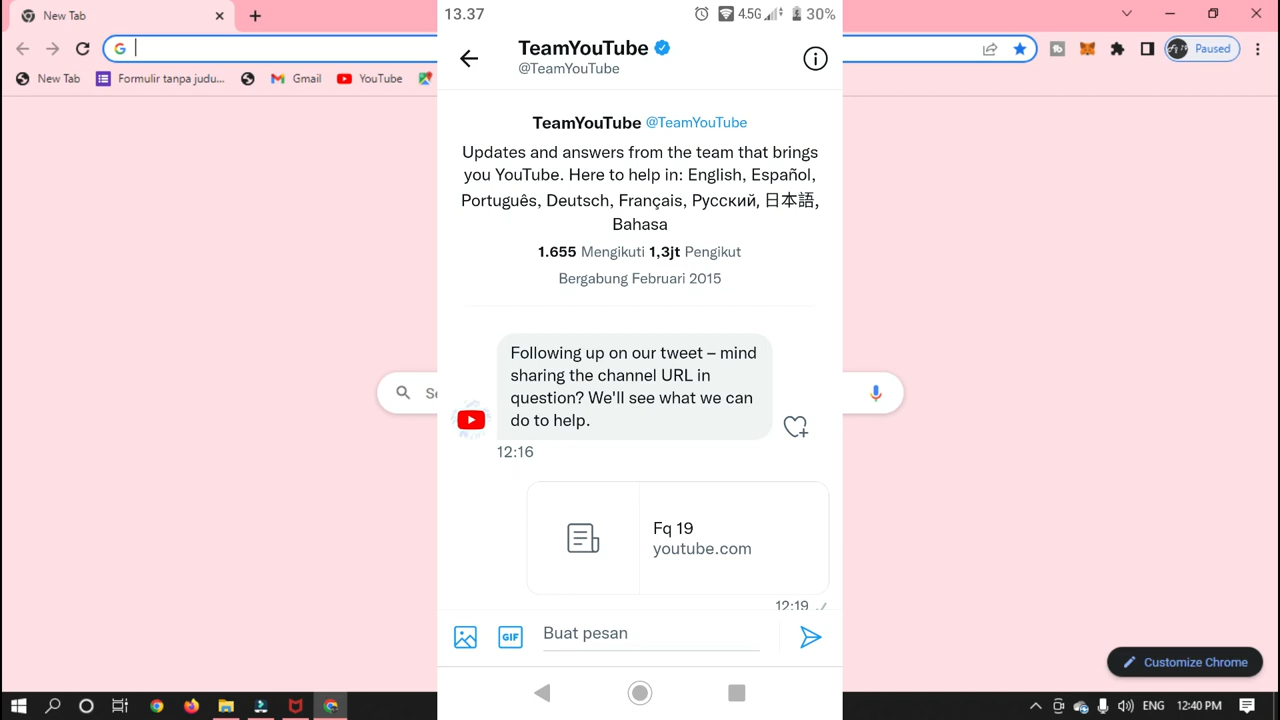 New Tab
Paused
New Tab
Formulir tanpa judu...
Gmail
YouTube
13.37
4.5G
30%
TeamYouTube
@TeamYouTube
TeamYouTube @TeamYouTube
Updates and answers from the team that brings
you YouTube. Here to help in: English, Español,
Português, Deutsch, Français, Русский, 日本語,
Bahasa
1.655 Mengikuti 1,3jt Pengikut
Bergabung Februari 2015
Following up on our tweet – mind
sharing the channel URL in
question? We'll see what we can
do to help.
12:16
Fq 19
youtube.com
12:19
GIF
Buat pesan
Customize Chrome
ENG
12:40 PM